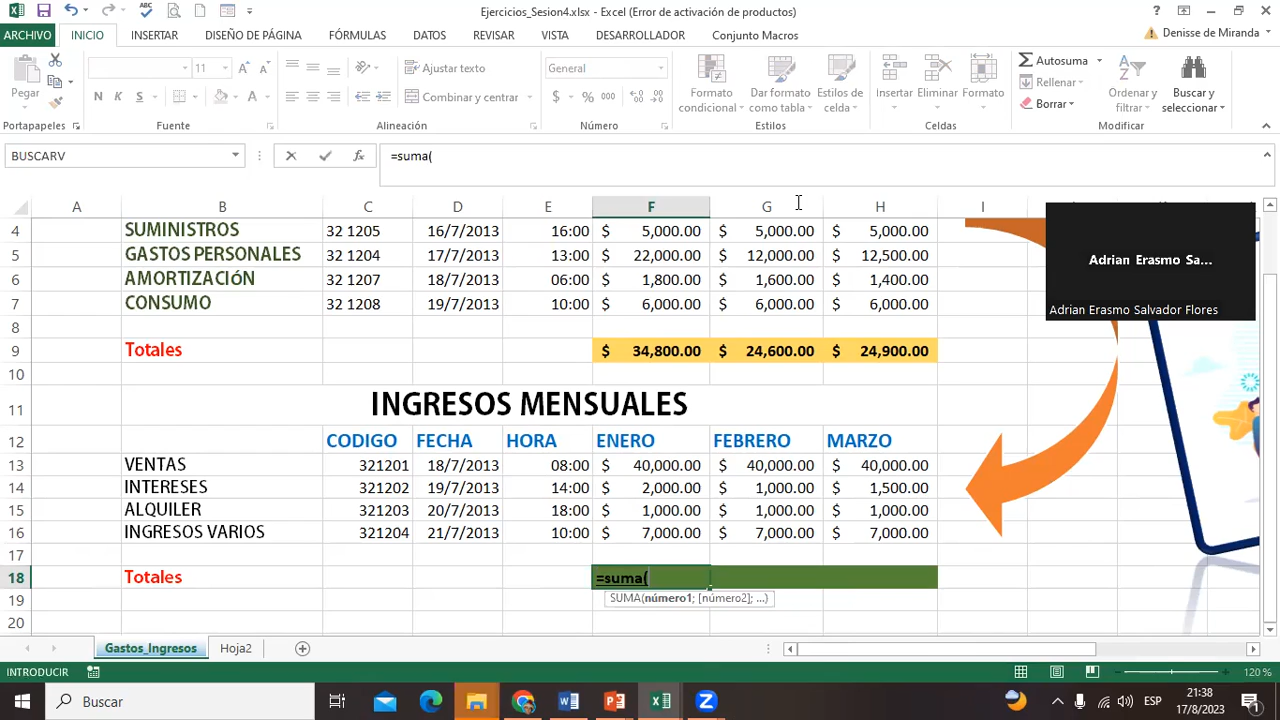 Ejercicios_Sesion4.xlsx - Excel (Error de activación de productos)
?
ARCHIVO INICIO INSERTAR DISEÑO DE PÁGINA FÓRMULAS DATOS REVISAR VISTA DESARROLLADOR Conjunto Macros Denisse de Miranda
Pegar
Portapapeles
11
N K S
Fuente
Ajustar texto
Combinar y centrar
Alineación
General
$ % 000
Número
Formato condicional
Dar formato como tabla
Estilos de celda
Estilos
Insertar Eliminar Formato
Celdas
Autosuma
Rellenar
Borrar
Ordenar y filtrar
Buscar y seleccionar
Modificar
BUSCARV fx =suma(
A B C D E F G H I
4 SUMINISTROS 32 1205 16/7/2013 16:00 $ 5,000.00 $ 5,000.00 $ 5,000.00
5 GASTOS PERSONALES 32 1204 17/7/2013 13:00 $ 22,000.00 $ 12,000.00 $ 12,500.00
6 AMORTIZACIÓN 32 1207 18/7/2013 06:00 $ 1,800.00 $ 1,600.00 $ 1,400.00
7 CONSUMO 32 1208 19/7/2013 10:00 $ 6,000.00 $ 6,000.00 $ 6,000.00
8
9 Totales $ 34,800.00 $ 24,600.00 $ 24,900.00
10
11 INGRESOS MENSUALES
12 CODIGO FECHA HORA ENERO FEBRERO MARZO
13 VENTAS 321201 18/7/2013 08:00 $ 40,000.00 $ 40,000.00 $ 40,000.00
14 INTERESES 321202 19/7/2013 14:00 $ 2,000.00 $ 1,000.00 $ 1,500.00
15 ALQUILER 321203 20/7/2013 18:00 $ 1,000.00 $ 1,000.00 $ 1,000.00
16 INGRESOS VARIOS 321204 21/7/2013 10:00 $ 7,000.00 $ 7,000.00 $ 7,000.00
17
18 Totales =suma(
19 SUMA(número1; [número2]; ...)
20
Adrian Erasmo Sa...
Adrian Erasmo Salvador Flores
Gastos_Ingresos Hoja2
INTRODUCIR 120 %
Buscar
ESP
21:38
17/8/2023
1